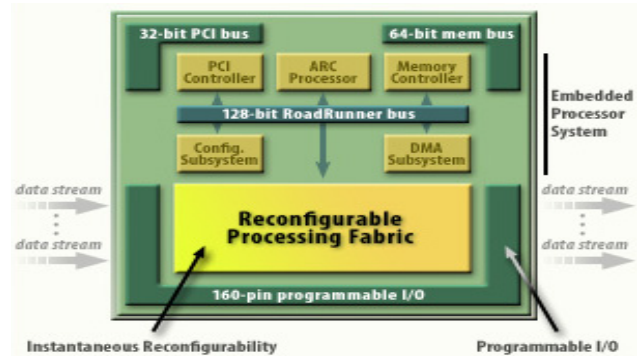 32-bit PCI bus
64-bit mem bus
PCI
Controller
ARC
Processor
Memory
Controller
Embedded
Processor
System
128-bit RoadRunner bus
Config.
Subsystem
DMA
Subsystem
data stream
data stream
Reconfigurable
Processing Fabric
data stream
data stream
160-pin programmable I/O
Instantaneous Reconfigurability
Programmable I/O